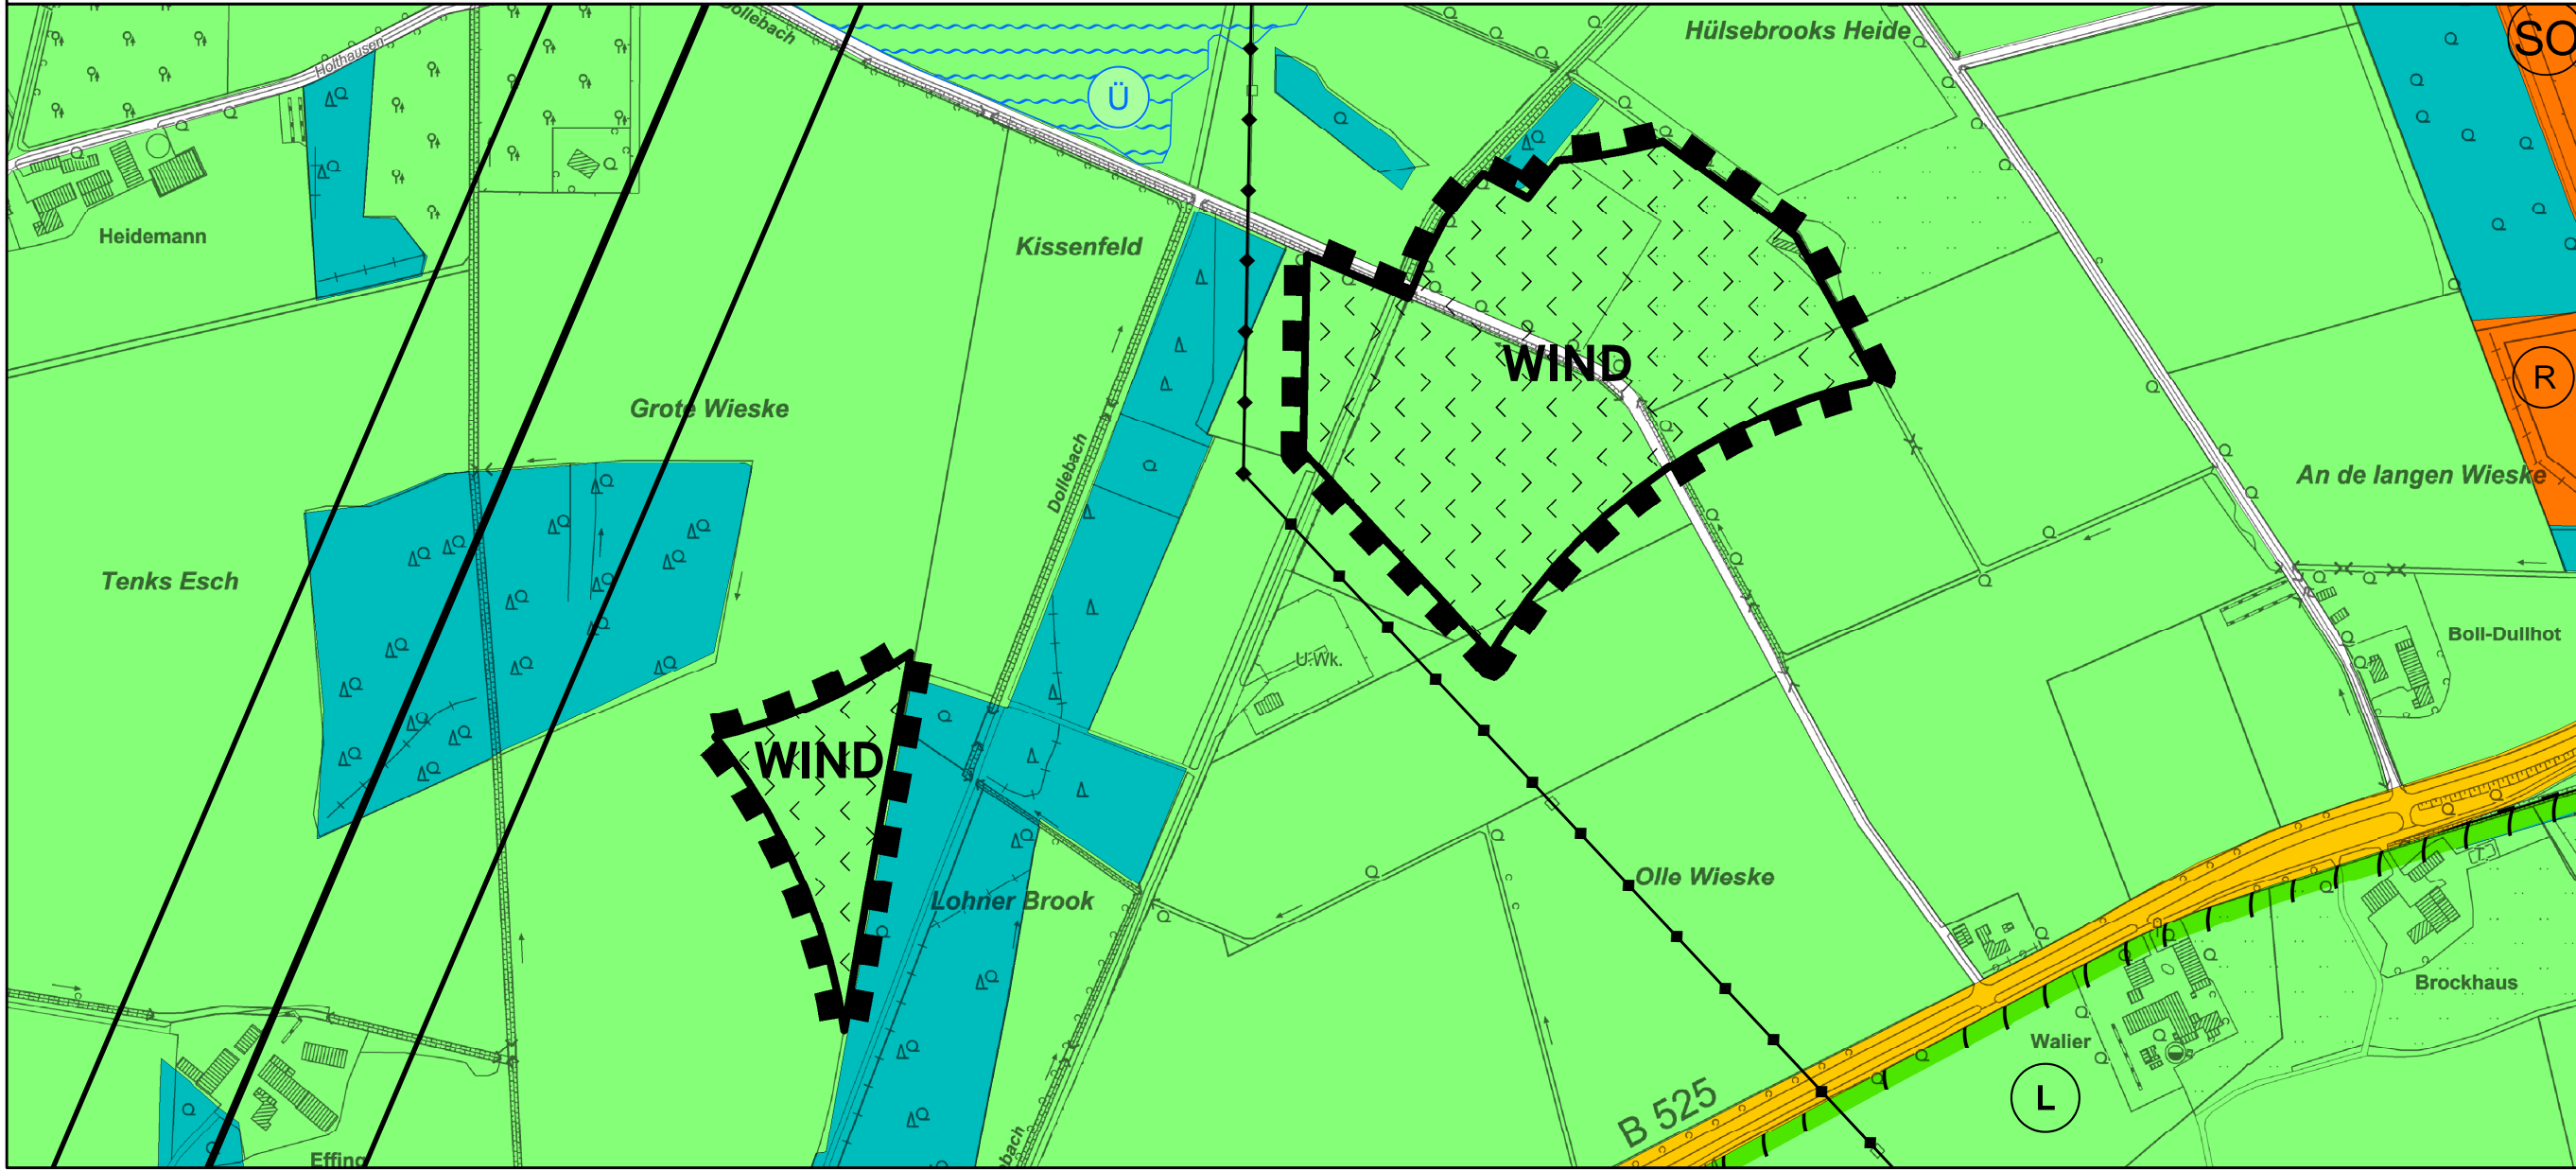 Dollebach
Hülsebrooks Heide
SO
Holthausen
Ü
Heidemann
Kissenfeld
WIND
R
Grote Wieske
Dollebach
An de langen Wieske
Tenks Esch
U.Wk.
Boll-Dullhot
WIND
Olle Wieske
Lohner Brook
T
Brockhaus
Walier
L
B 525
Effing
bach